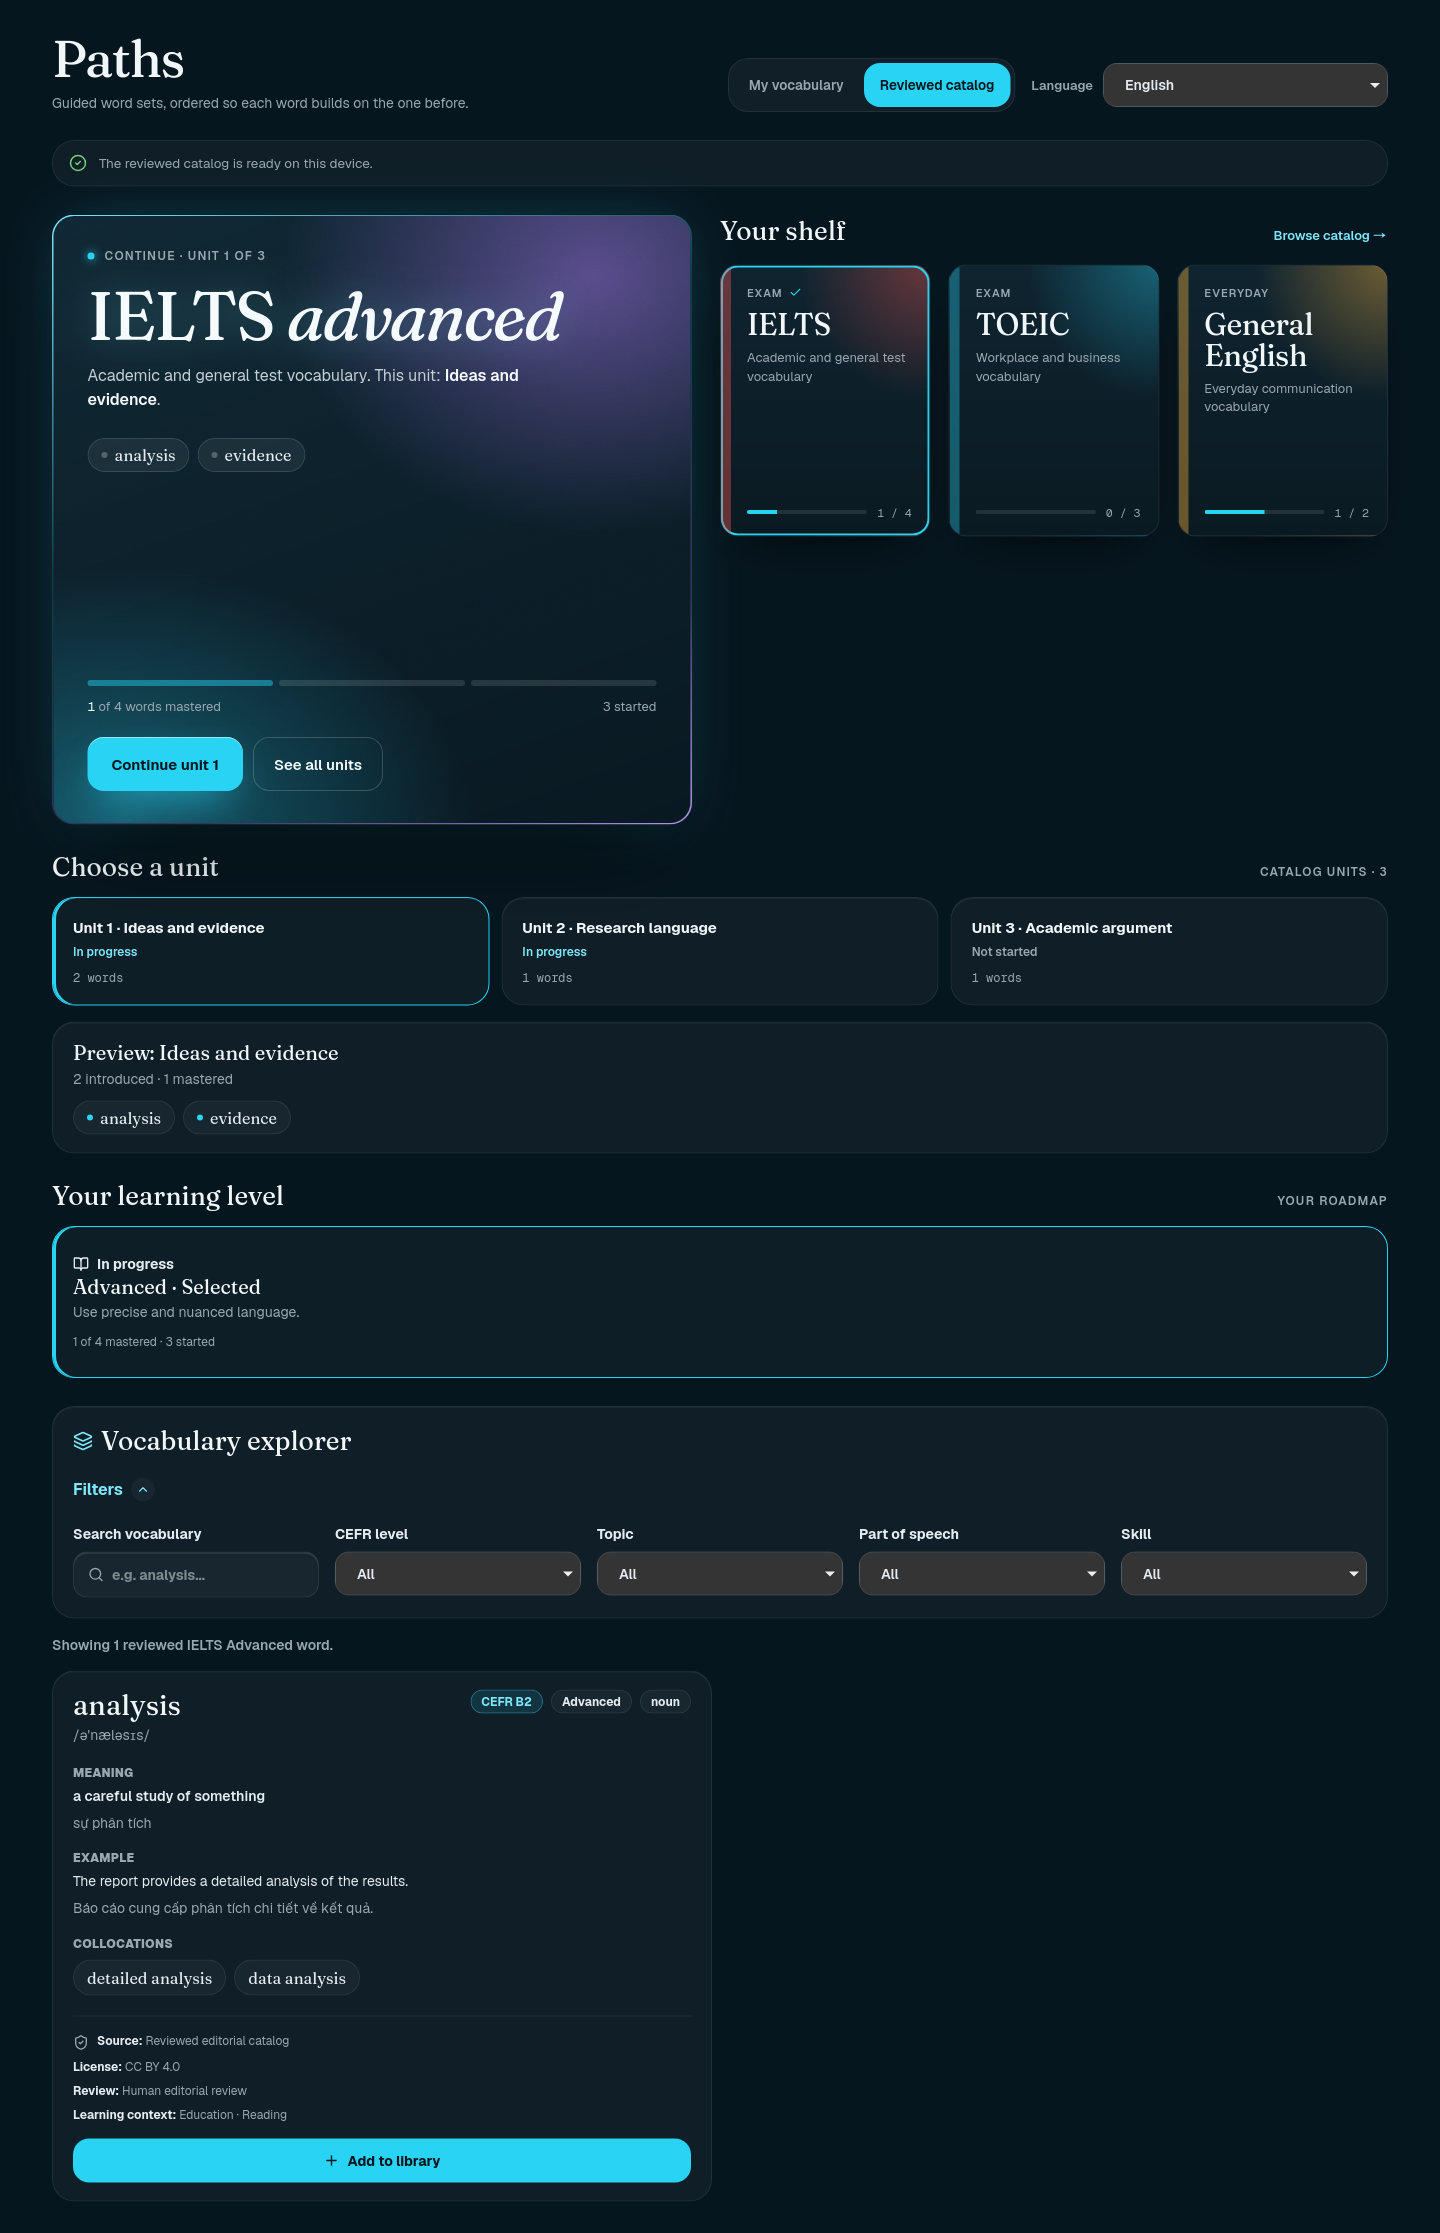 Paths
Guided word sets, ordered so each word builds on the one before.
My vocabulary
Reviewed catalog
Language
English
The reviewed catalog is ready on this device.
CONTINUE · UNIT 1 OF 3
IELTS advanced
Academic and general test vocabulary. This unit: Ideas and
evidence.
analysis
evidence
1 of 4 words mastered
3 started
Continue unit 1
See all units
Your shelf
Browse catalog →
EXAM
IELTS
Academic and general test
vocabulary
1 / 4
EXAM
TOEIC
Workplace and business
vocabulary
0 / 3
EVERYDAY
General
English
Everyday communication
vocabulary
1 / 2
Choose a unit
CATALOG UNITS · 3
Unit 1 · Ideas and evidence
In progress
2 words
Unit 2 · Research language
In progress
1 words
Unit 3 · Academic argument
Not started
1 words
Preview: Ideas and evidence
2 introduced · 1 mastered
analysis
evidence
Your learning level
YOUR ROADMAP
In progress
Advanced · Selected
Use precise and nuanced language.
1 of 4 mastered · 3 started
Vocabulary explorer
Filters
Search vocabulary
e.g. analysis...
CEFR level
All
Topic
All
Part of speech
All
Skill
All
Showing 1 reviewed IELTS Advanced word.
analysis
CEFR B2
Advanced
noun
/əˈnæləsɪs/
MEANING
a careful study of something
sự phân tích
EXAMPLE
The report provides a detailed analysis of the results.
Báo cáo cung cấp phân tích chi tiết về kết quả.
COLLOCATIONS
detailed analysis
data analysis
Source: Reviewed editorial catalog
License: CC BY 4.0
Review: Human editorial review
Learning context: Education · Reading
+ Add to library